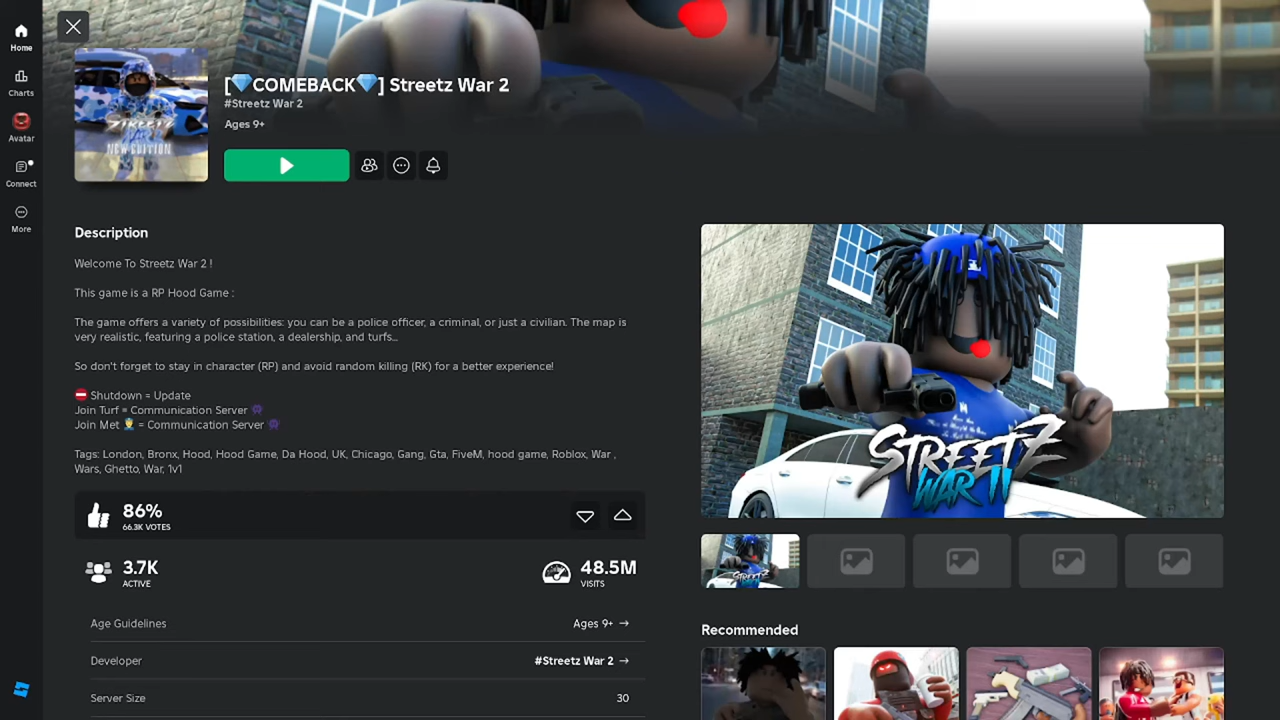 Home
Charts
Avatar
Connect
More
STREETZ
NEW EDITION
[💎COMEBACK💎] Streetz War 2
#Streetz War 2
Ages 9+
Description
Welcome To Streetz War 2 !
This game is a RP Hood Game :
The game offers a variety of possibilities: you can be a police officer, a criminal, or just a civilian. The map is
very realistic, featuring a police station, a dealership, and turfs...
So don't forget to stay in character (RP) and avoid random killing (RK) for a better experience!
⛔ Shutdown = Update
Join Turf = Communication Server 👾
Join Met 👮 = Communication Server 👾
Tags: London, Bronx, Hood, Hood Game, Da Hood, UK, Chicago, Gang, Gta, FiveM, hood game, Roblox, War ,
Wars, Ghetto, War, 1v1
86%
66.3K VOTES
3.7K
ACTIVE
48.5M
VISITS
Age Guidelines
Ages 9+ →
Developer
#Streetz War 2 →
Server Size
30
STREETZ
WAR II
Recommended